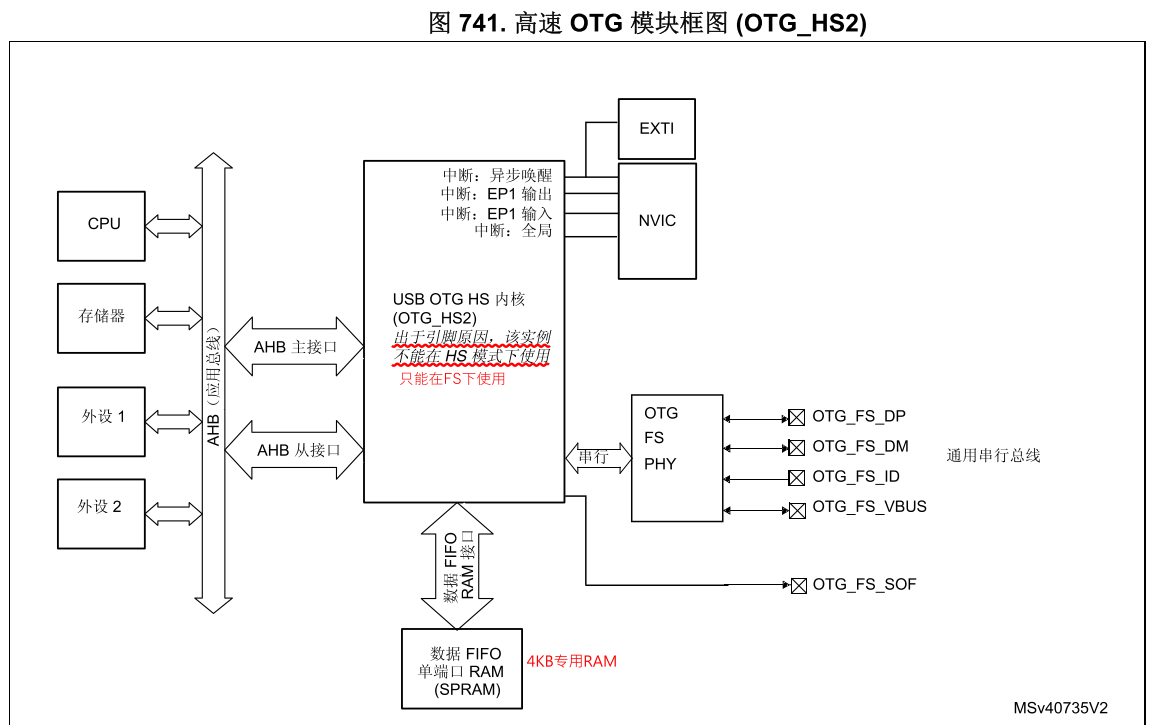 图 741. 高速 OTG 模块框图 (OTG_HS2)
EXTI
中断：异步唤醒
中断：EP1 输出
中断：EP1 输入
中断：全局
NVIC
CPU
存储器
外设 1
外设 2
AHB（应用总线）
AHB 主接口
AHB 从接口
USB OTG HS 内核
(OTG_HS2)
出于引脚原因，该实例
不能在 HS 模式下使用
只能在FS下使用
串行
OTG
FS
PHY
OTG_FS_DP
OTG_FS_DM
OTG_FS_ID
OTG_FS_VBUS
OTG_FS_SOF
通用串行总线
数据 FIFO
RAM 接口
数据 FIFO
单端口 RAM
(SPRAM)
4KB专用RAM
MSv40735V2